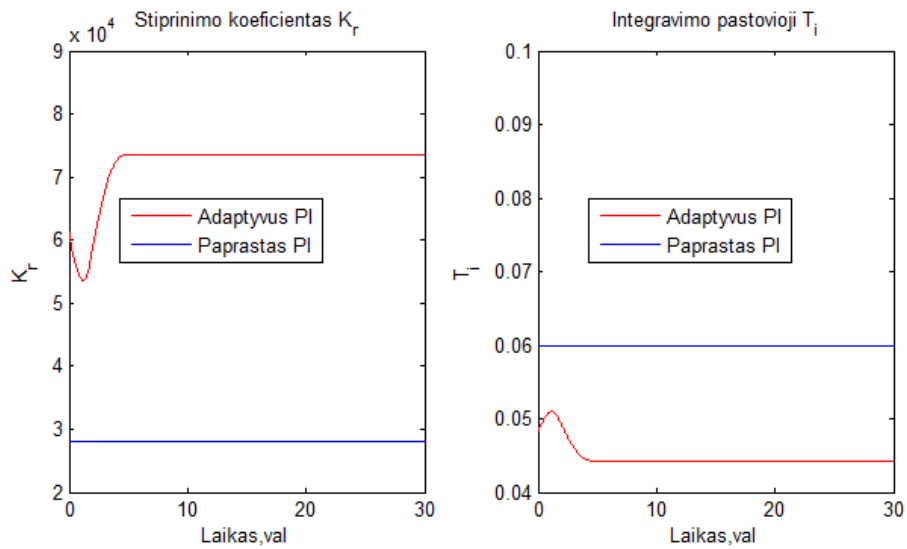 Stiprinimo koeficientas K_r
x 10^4
9
8
7
6
5
4
3
2
K_r
0
10
20
30
Laikas,val
Adaptyvus PI
Paprastas PI
Integravimo pastovioji T_i
0.1
0.09
0.08
0.07
0.06
0.05
0.04
T_i
0
10
20
30
Laikas,val
Adaptyvus PI
Paprastas PI